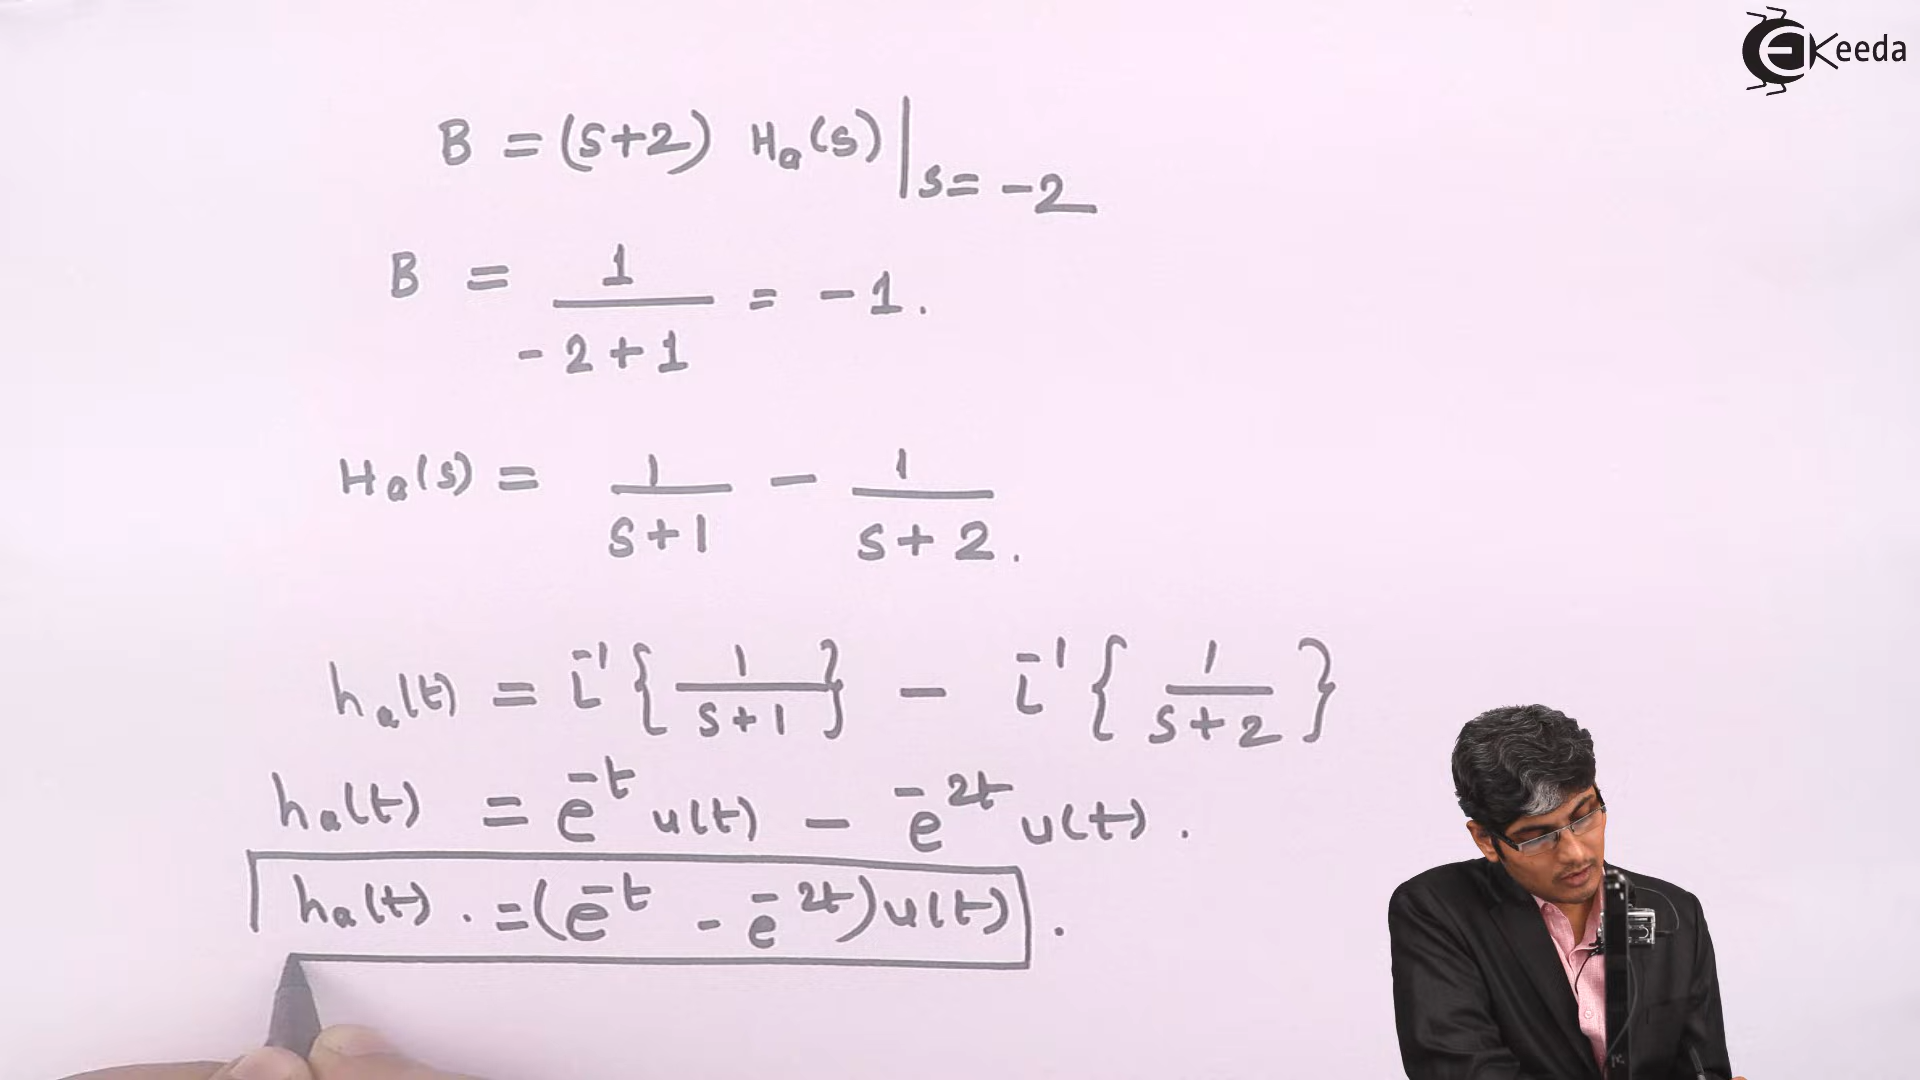 EKeeda
B = (s+2) Ha(s)|s= -2
B = 1/(-2+1) = -1.
Ha(s) = 1/(s+1) - 1/(s+2).
ha(t) = L⁻¹{1/(s+1)} - L⁻¹{1/(s+2)}
ha(t) = e⁻ᵗ u(t) - e⁻²ᵗ u(t).
ha(t). = (e⁻ᵗ - e⁻²ᵗ)u(t).